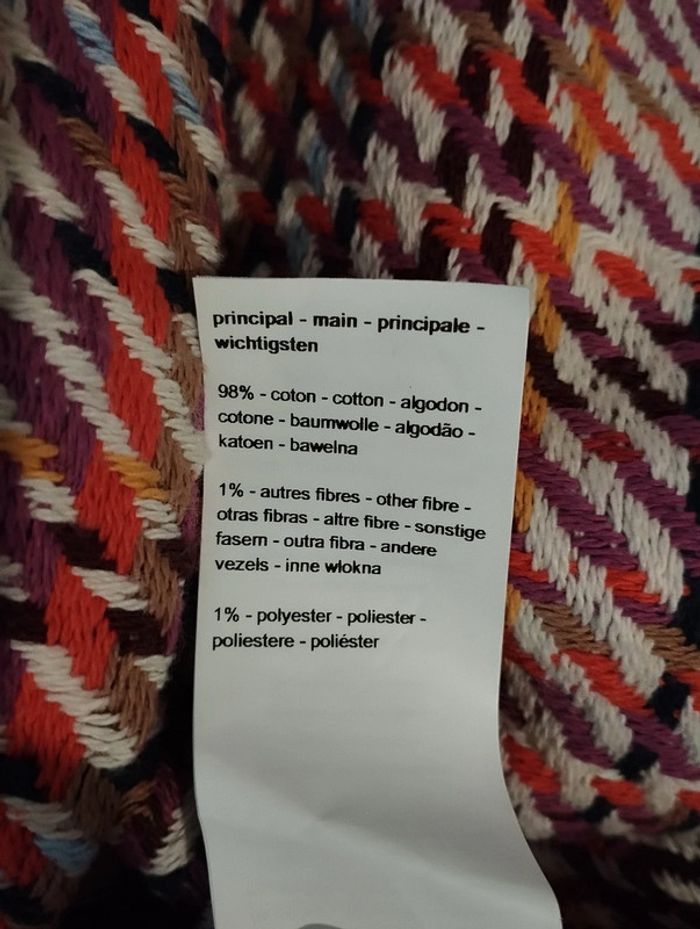 principal - main - principale -
wichtigsten
98% - coton - cotton - algodon -
cotone - baumwolle - algodão -
katoen - bawelna
1% - autres fibres - other fibre -
otras fibras - altre fibre - sonstige
fasern - outra fibra - andere
vezels - inne włokna
1% - polyester - poliester -
poliestere - poliéster